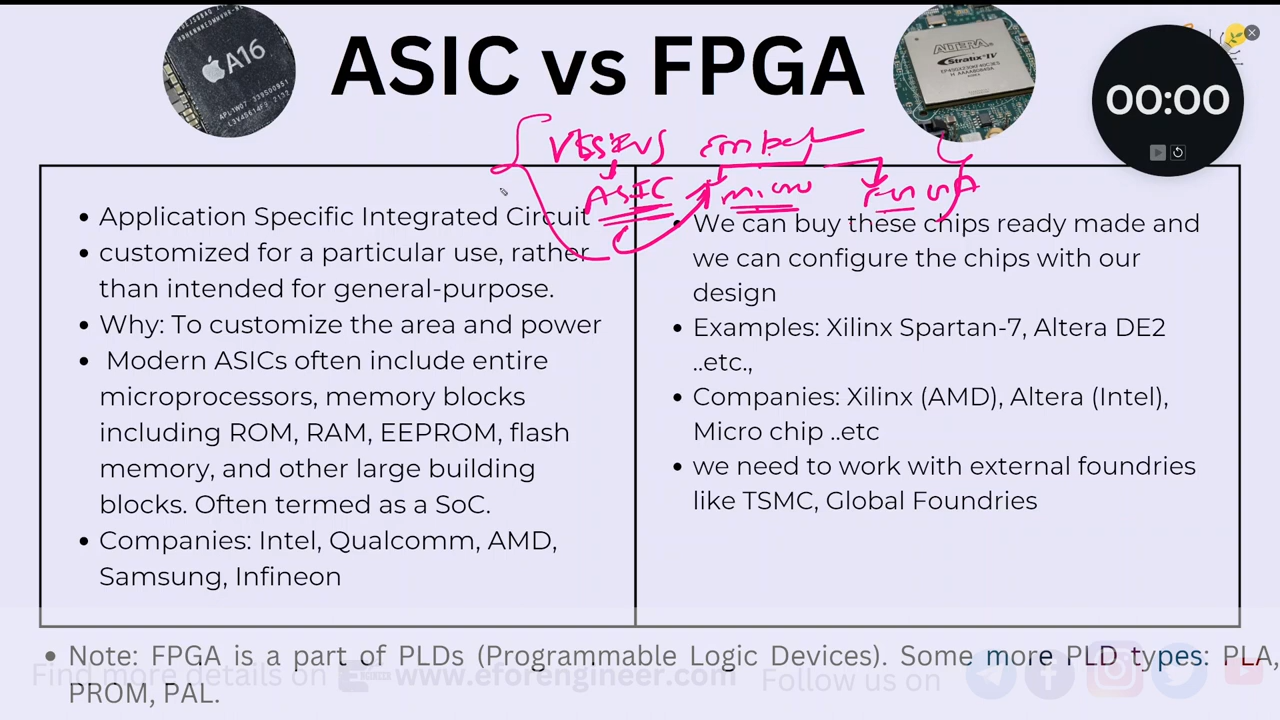 ASIC vs FPGA
A16
ALTERA
Stratix IV
00:00
ASIC
micro
Application Specific Integrated Circuit
customized for a particular use, rather
than intended for general-purpose.
Why: To customize the area and power
Modern ASICs often include entire
microprocessors, memory blocks
including ROM, RAM, EEPROM, flash
memory, and other large building
blocks. Often termed as a SoC.
Companies: Intel, Qualcomm, AMD,
Samsung, Infineon
We can buy these chips ready made and
we can configure the chips with our
design
Examples: Xilinx Spartan-7, Altera DE2
..etc.,
Companies: Xilinx (AMD), Altera (Intel),
Micro chip ..etc
we need to work with external foundries
like TSMC, Global Foundries
Note: FPGA is a part of PLDs (Programmable Logic Devices). Some more PLD types: PLA,
PROM, PAL.
Find more details on www.eforengineer.com Follow us on